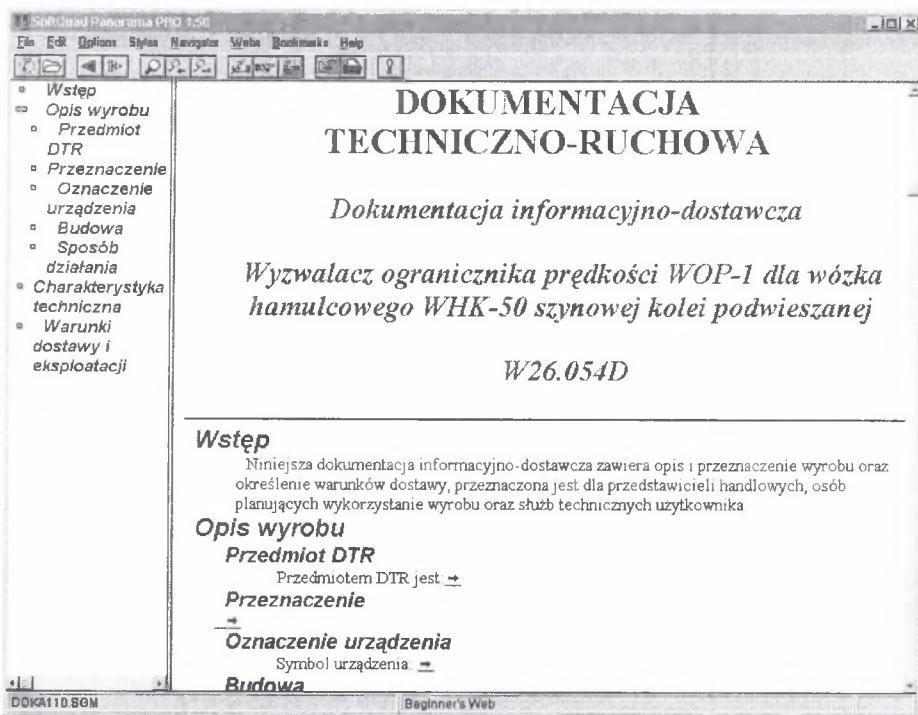 SoftQuad Panorama PRO 1.50
File Edit Options Styles Navigator Webs Bookmarks Help
Wstęp
Opis wyrobu
Przedmiot
DTR
Przeznaczenie
Oznaczenie
urządzenia
Budowa
Sposób
działania
Charakterystyka
techniczna
Warunki
dostawy i
eksploatacji
DOKUMENTACJA
TECHNICZNO-RUCHOWA
Dokumentacja informacyjno-dostawcza
Wyzwalacz ogranicznika prędkości WOP-1 dla wózka
hamulcowego WHK-50 szynowej kolei podwieszanej
W26.054D
Wstęp
Niniejsza dokumentacja informacyjno-dostawcza zawiera opis i przeznaczenie wyrobu oraz
określenie warunków dostawy, przeznaczona jest dla przedstawicieli handlowych, osób
planujących wykorzystanie wyrobu oraz służb technicznych użytkownika
Opis wyrobu
Przedmiot DTR
Przedmiotem DTR jest: →
Przeznaczenie
→
Oznaczenie urządzenia
Symbol urządzenia: →
Budowa
DOKA110.SGM
Beginner's Web